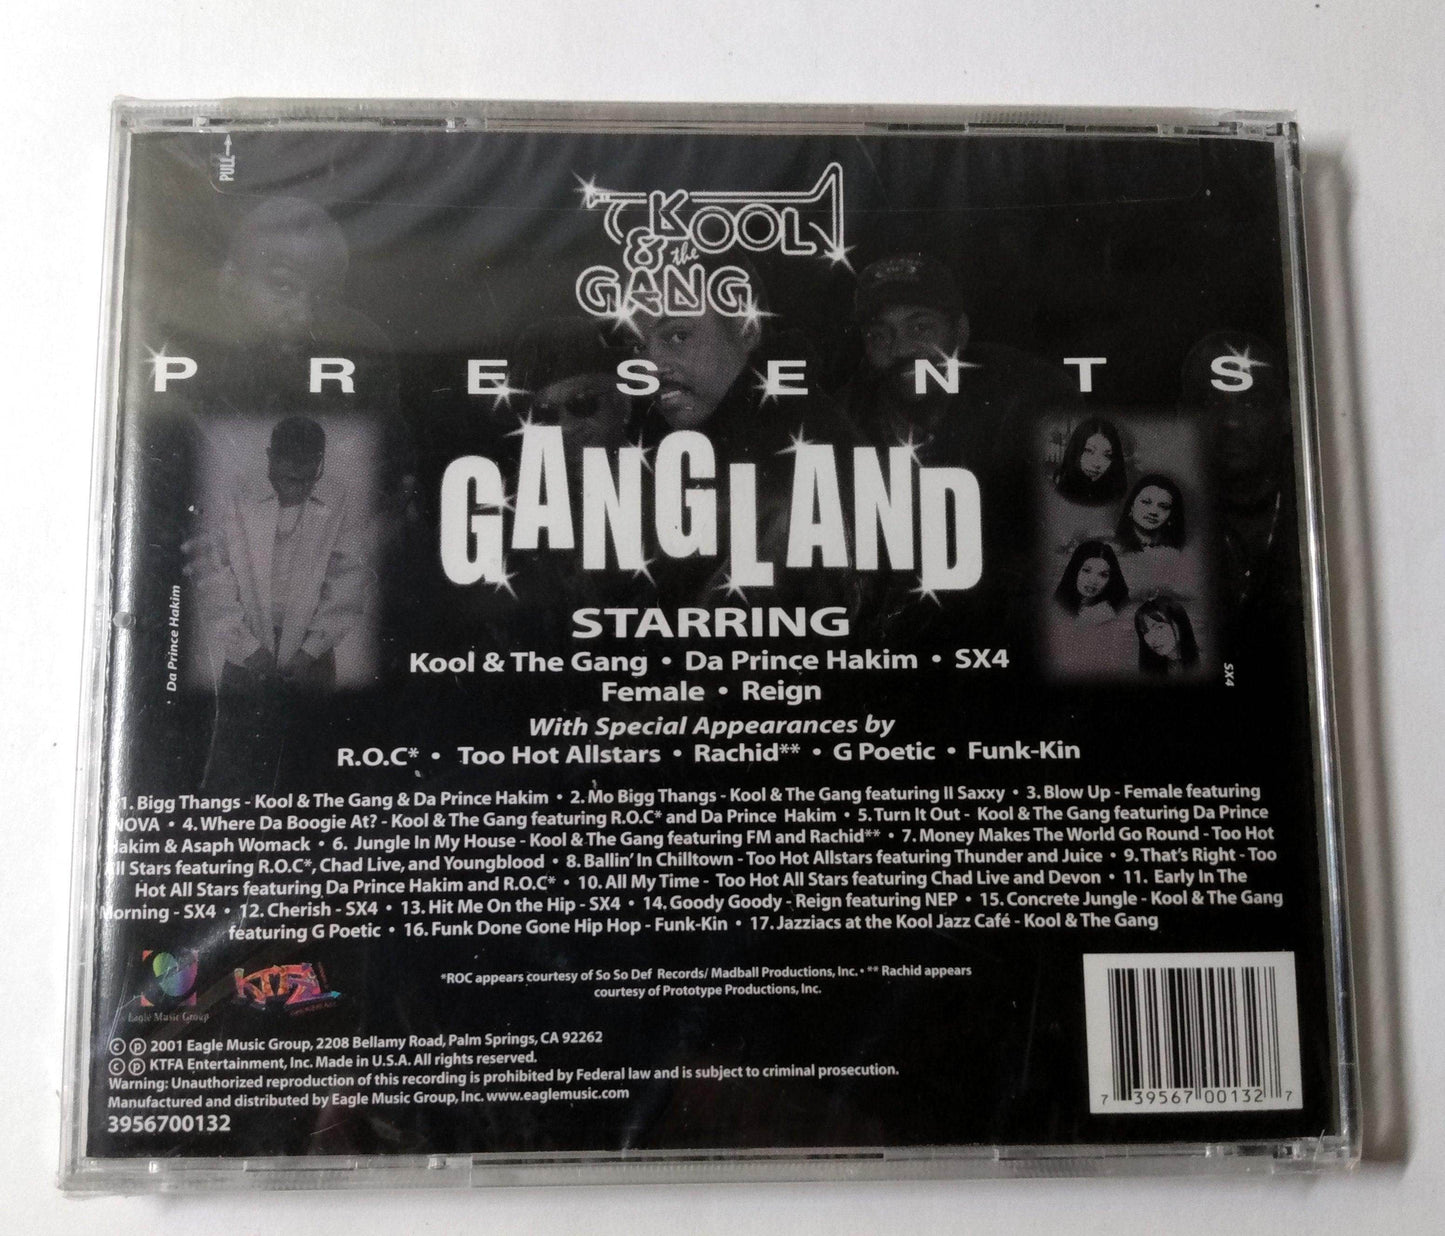 PULL→
KOOL
& the
GANG
PRESENTS
GANGLAND
STARRING
Kool & The Gang • Da Prince Hakim • SX4
Female • Reign
With Special Appearances by
R.O.C* • Too Hot Allstars • Rachid** • G Poetic • Funk-Kin
Da Prince Hakim
SX4
1. Bigg Thangs - Kool & The Gang & Da Prince Hakim • 2. Mo Bigg Thangs - Kool & The Gang featuring II Saxxy • 3. Blow Up - Female featuring
NOVA • 4. Where Da Boogie At? - Kool & The Gang featuring R.O.C* and Da Prince Hakim • 5. Turn It Out - Kool & The Gang featuring Da Prince
Hakim & Asaph Womack • 6. Jungle In My House - Kool & The Gang featuring FM and Rachid** • 7. Money Makes The World Go Round - Too Hot
All Stars featuring R.O.C*, Chad Live, and Youngblood • 8. Ballin' In Chilltown - Too Hot Allstars featuring Thunder and Juice • 9. That's Right - Too
Hot All Stars featuring Da Prince Hakim and R.O.C* • 10. All My Time - Too Hot All Stars featuring Chad Live and Devon • 11. Early In The
Morning - SX4 • 12. Cherish - SX4 • 13. Hit Me On the Hip - SX4 • 14. Goody Goody - Reign featuring NEP • 15. Concrete Jungle - Kool & The Gang
featuring G Poetic • 16. Funk Done Gone Hip Hop - Funk-Kin • 17. Jazziacs at the Kool Jazz Café - Kool & The Gang
Eagle Music Group
KTFA
*ROC appears courtesy of So So Def Records/ Madball Productions, Inc. • ** Rachid appears
courtesy of Prototype Productions, Inc.
ⓒ ⓟ 2001 Eagle Music Group, 2208 Bellamy Road, Palm Springs, CA 92262
ⓒ ⓟ KTFA Entertainment, Inc. Made in U.S.A. All rights reserved.
Warning: Unauthorized reproduction of this recording is prohibited by Federal law and is subject to criminal prosecution.
Manufactured and distributed by Eagle Music Group, Inc. www.eaglemusic.com
3956700132
7 39567 00132 7